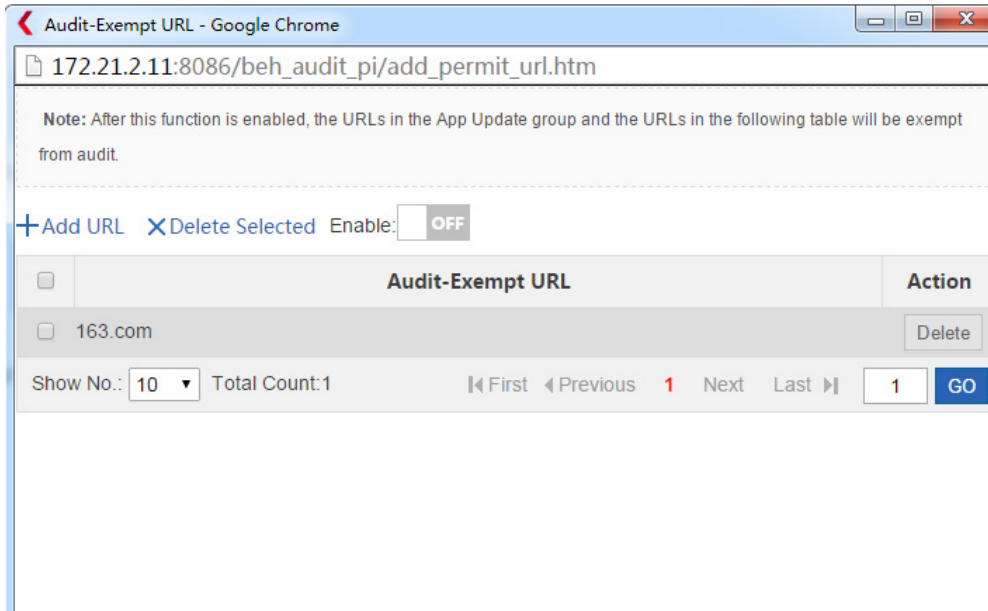 Audit-Exempt URL - Google Chrome
172.21.2.11:8086/beh_audit_pi/add_permit_url.htm
Note: After this function is enabled, the URLs in the App Update group and the URLs in the following table will be exempt
from audit.
Add URL Delete Selected Enable: OFF
Audit-Exempt URL Action
163.com Delete
Show No.: 10 Total Count:1 First Previous 1 Next Last 1 GO